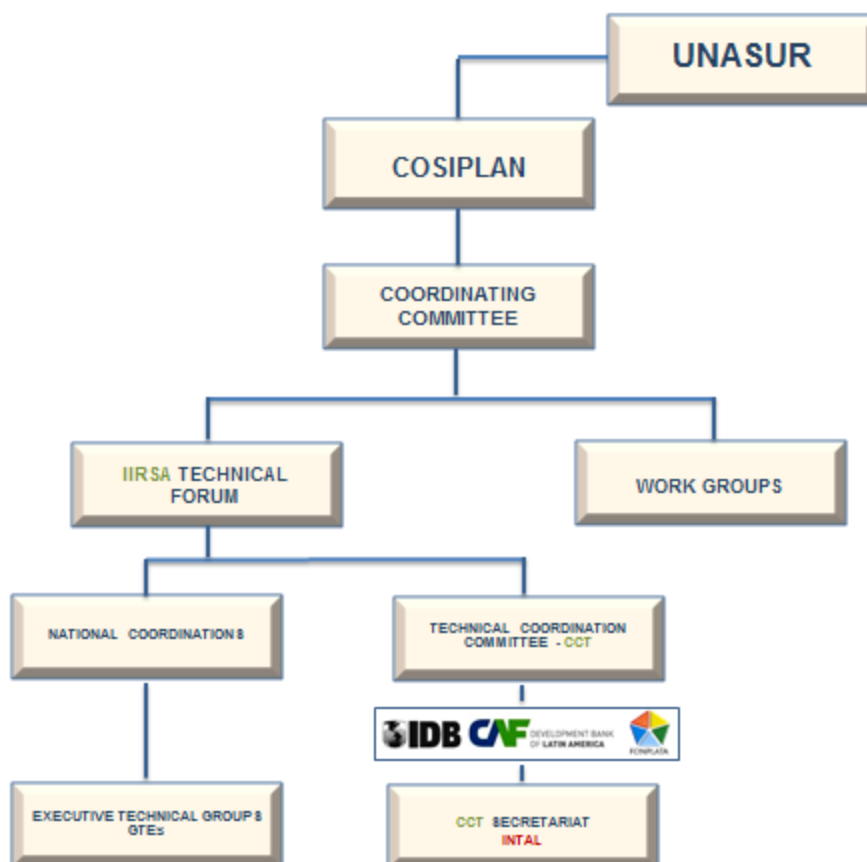 UNASUR
COSIPLAN
COORDINATING
COMMITTEE
IIRSA TECHNICAL
FORUM
WORK GROUPS
NATIONAL COORDINATIONS
TECHNICAL COORDINATION
COMMITTEE - CCT
IDB CAF DEVELOPMENT BANK
OF LATIN AMERICA
FONPLATA
EXECUTIVE TECHNICAL GROUPS
GTEs
CCT SECRETARIAT
INTAL